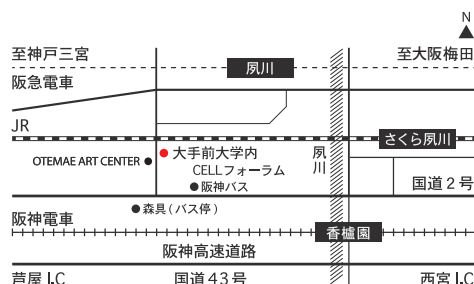 N
至神戸三宮
至大阪梅田
夙川
阪急電車
JR
さくら夙川
大手前大学内
CELLフォーラム
OTEMAE ART CENTER
阪神バス
夙川
国道2号
森具(バス停)
阪神電車
香櫨園
阪神高速道路
芦屋 I.C
国道43号
西宮 I.C